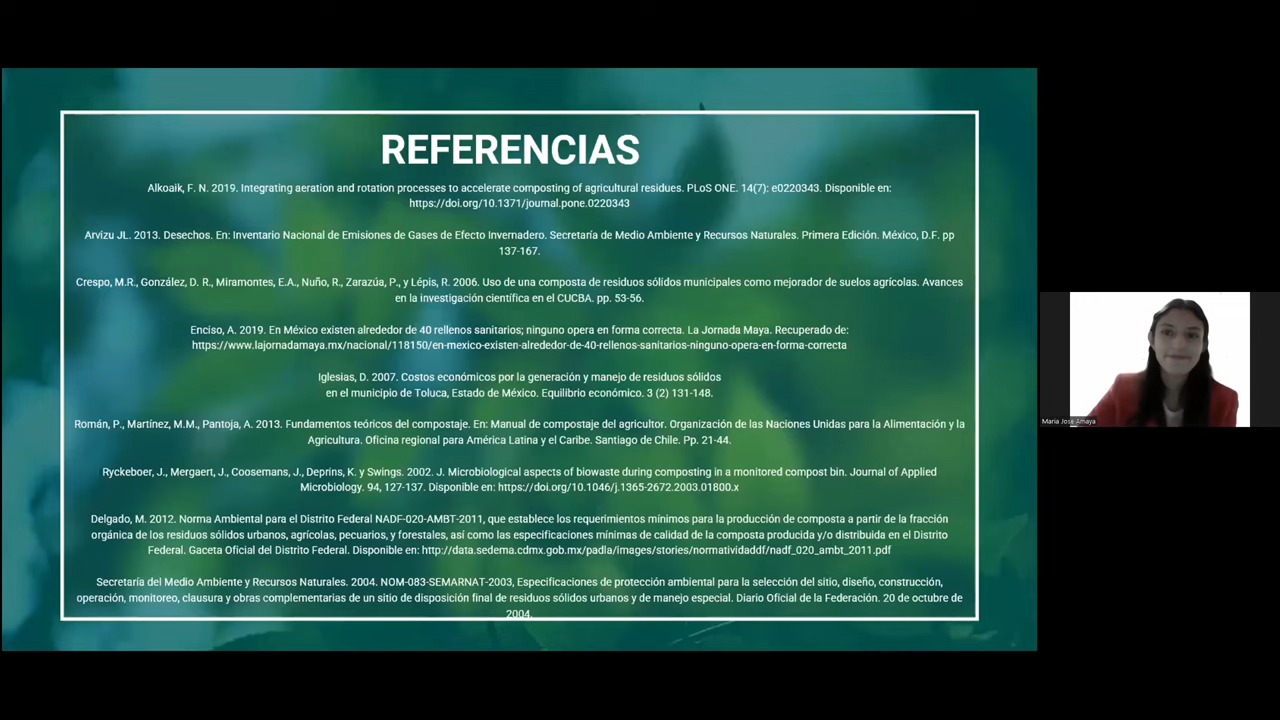 REFERENCIAS
Alkoaik, F. N. 2019. Integrating aeration and rotation processes to accelerate composting of agricultural residues. PLoS ONE. 14(7): e0220343. Disponible en:
https://doi.org/10.1371/journal.pone.0220343
Arvizu JL. 2013. Desechos. En: Inventario Nacional de Emisiones de Gases de Efecto Invernadero. Secretaría de Medio Ambiente y Recursos Naturales. Primera Edición. México, D.F. pp
137-167.
Crespo, M.R., González, D. R., Miramontes, E.A., Nuño, R., Zarazúa, P., y Lépis, R. 2006. Uso de una composta de residuos sólidos municipales como mejorador de suelos agrícolas. Avances
en la investigación científica en el CUCBA. pp. 53-56.
Enciso, A. 2019. En México existen alrededor de 40 rellenos sanitarios; ninguno opera en forma correcta. La Jornada Maya. Recuperado de:
https://www.lajornadamaya.mx/nacional/118150/en-mexico-existen-alrededor-de-40-rellenos-sanitarios-ninguno-opera-en-forma-correcta
Iglesias, D. 2007. Costos económicos por la generación y manejo de residuos sólidos
en el municipio de Toluca, Estado de México. Equilibrio económico. 3 (2) 131-148.
Román, P., Martínez, M.M., Pantoja, A. 2013. Fundamentos teóricos del compostaje. En: Manual de compostaje del agricultor. Organización de las Naciones Unidas para la Alimentación y la
Agricultura. Oficina regional para América Latina y el Caribe. Santiago de Chile. Pp. 21-44.
Ryckeboer, J., Mergaert, J., Coosemans, J., Deprins, K. y Swings. 2002. J. Microbiological aspects of biowaste during composting in a monitored compost bin. Journal of Applied
Microbiology. 94, 127-137. Disponible en: https://doi.org/10.1046/j.1365-2672.2003.01800.x
Delgado, M. 2012. Norma Ambiental para el Distrito Federal NADF-020-AMBT-2011, que establece los requerimientos mínimos para la producción de composta a partir de la fracción
orgánica de los residuos sólidos urbanos, agrícolas, pecuarios, y forestales, así como las especificaciones mínimas de calidad de la composta producida y/o distribuida en el Distrito
Federal. Gaceta Oficial del Distrito Federal. Disponible en: http://data.sedema.cdmx.gob.mx/padla/images/stories/normatividaddf/nadf_020_ambt_2011.pdf
Secretaría del Medio Ambiente y Recursos Naturales. 2004. NOM-083-SEMARNAT-2003, Especificaciones de protección ambiental para la selección del sitio, diseño, construcción,
operación, monitoreo, clausura y obras complementarias de un sitio de disposición final de residuos sólidos urbanos y de manejo especial. Diario Oficial de la Federación. 20 de octubre de
2004.
Maria José Amaya